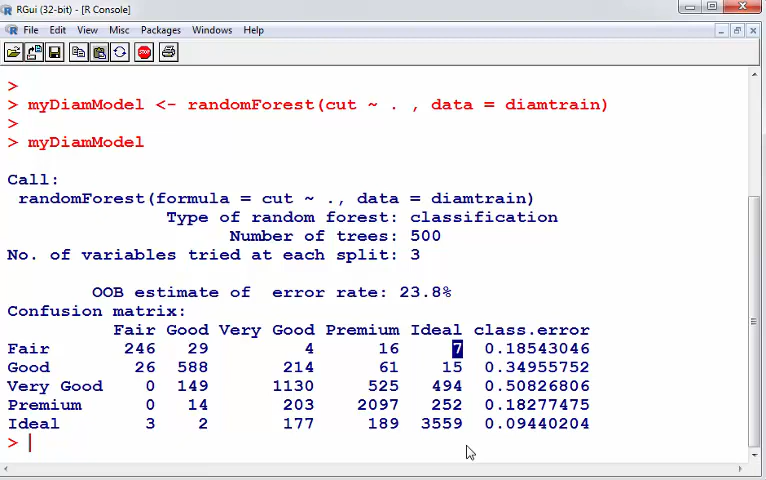 RGui (32-bit) - [R Console]
File Edit View Misc Packages Windows Help
STOP
>
> myDiamModel <- randomForest(cut ~ . , data = diamtrain)
>
> myDiamModel
Call:
randomForest(formula = cut ~ ., data = diamtrain)
Type of random forest: classification
Number of trees: 500
No. of variables tried at each split: 3
OOB estimate of  error rate: 23.8%
Confusion matrix:
Fair Good Very Good Premium Ideal class.error
Fair 246 29 4 16 7 0.18543046
Good 26 588 214 61 15 0.34955752
Very Good 0 149 1130 525 494 0.50826806
Premium 0 14 203 2097 252 0.18277475
Ideal 3 2 177 189 3559 0.09440204
>